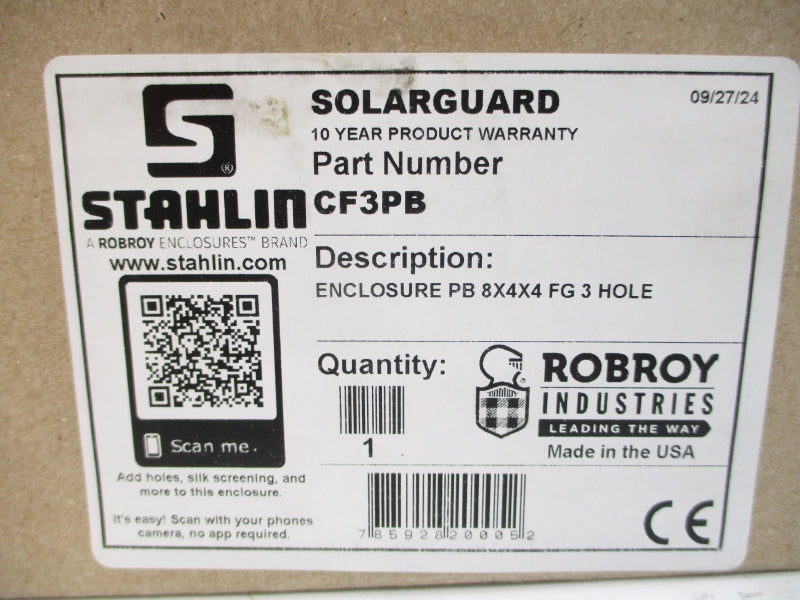 SOLARGUARD
09/27/24
10 YEAR PRODUCT WARRANTY
Part Number
CF3PB
S®
STAHLIN
A ROBROY ENCLOSURES™ BRAND
www.stahlin.com
Scan me.
Add holes, silk screening, and
more to this enclosure.
It's easy! Scan with your phones
camera, no app required.
Description:
ENCLOSURE PB 8X4X4 FG 3 HOLE
Quantity:
1
ROBROY
ROBROY
INDUSTRIES
LEADING THE WAY
Made in the USA
785928200052
CE